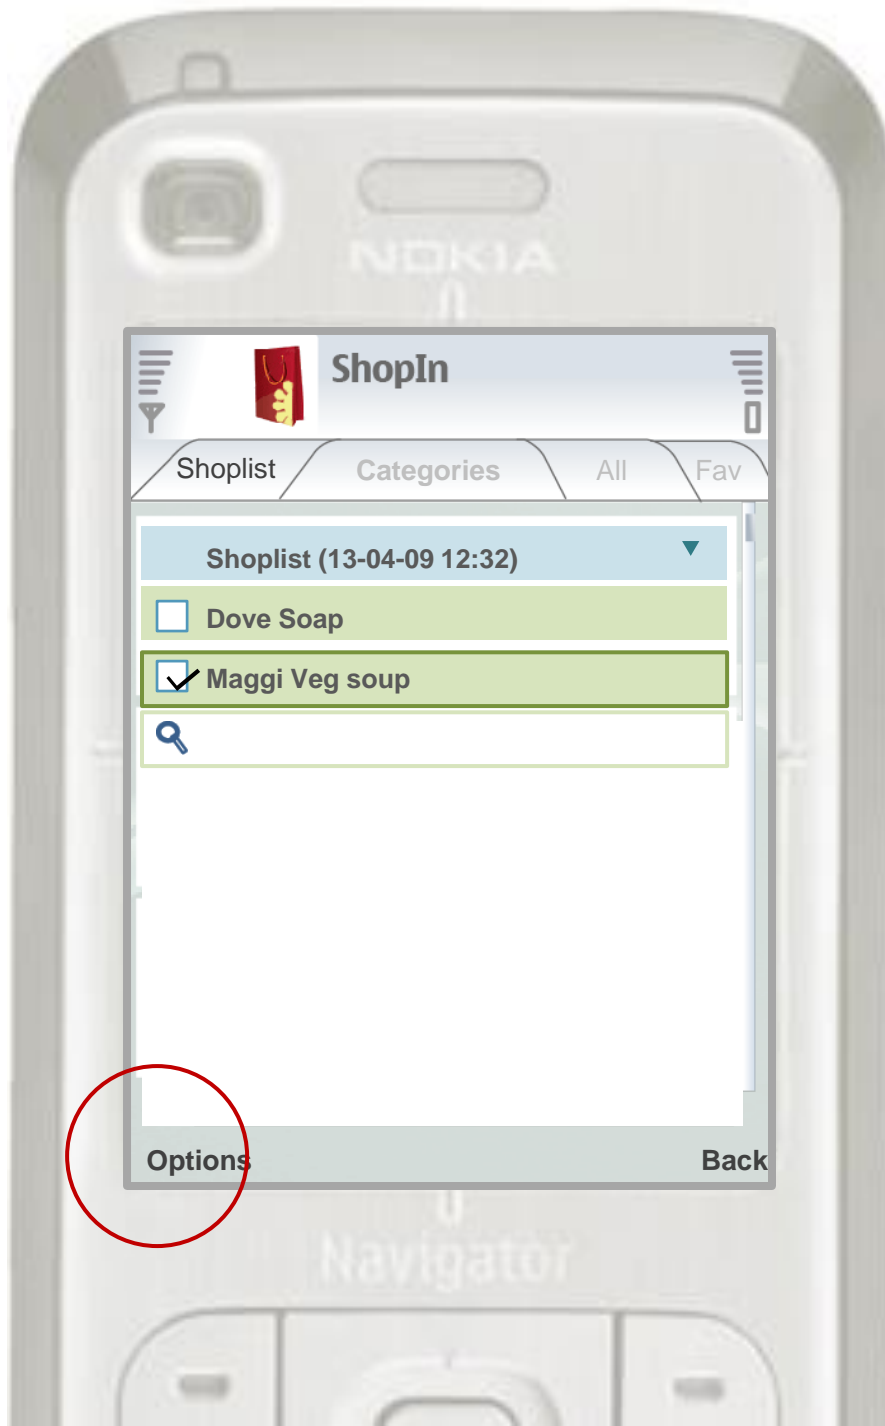 NOKIA
ShopIn
Shoplist Categories All Fav
Shoplist (13-04-09 12:32)
Dove Soap
Maggi Veg soup
Options Back
Navigator